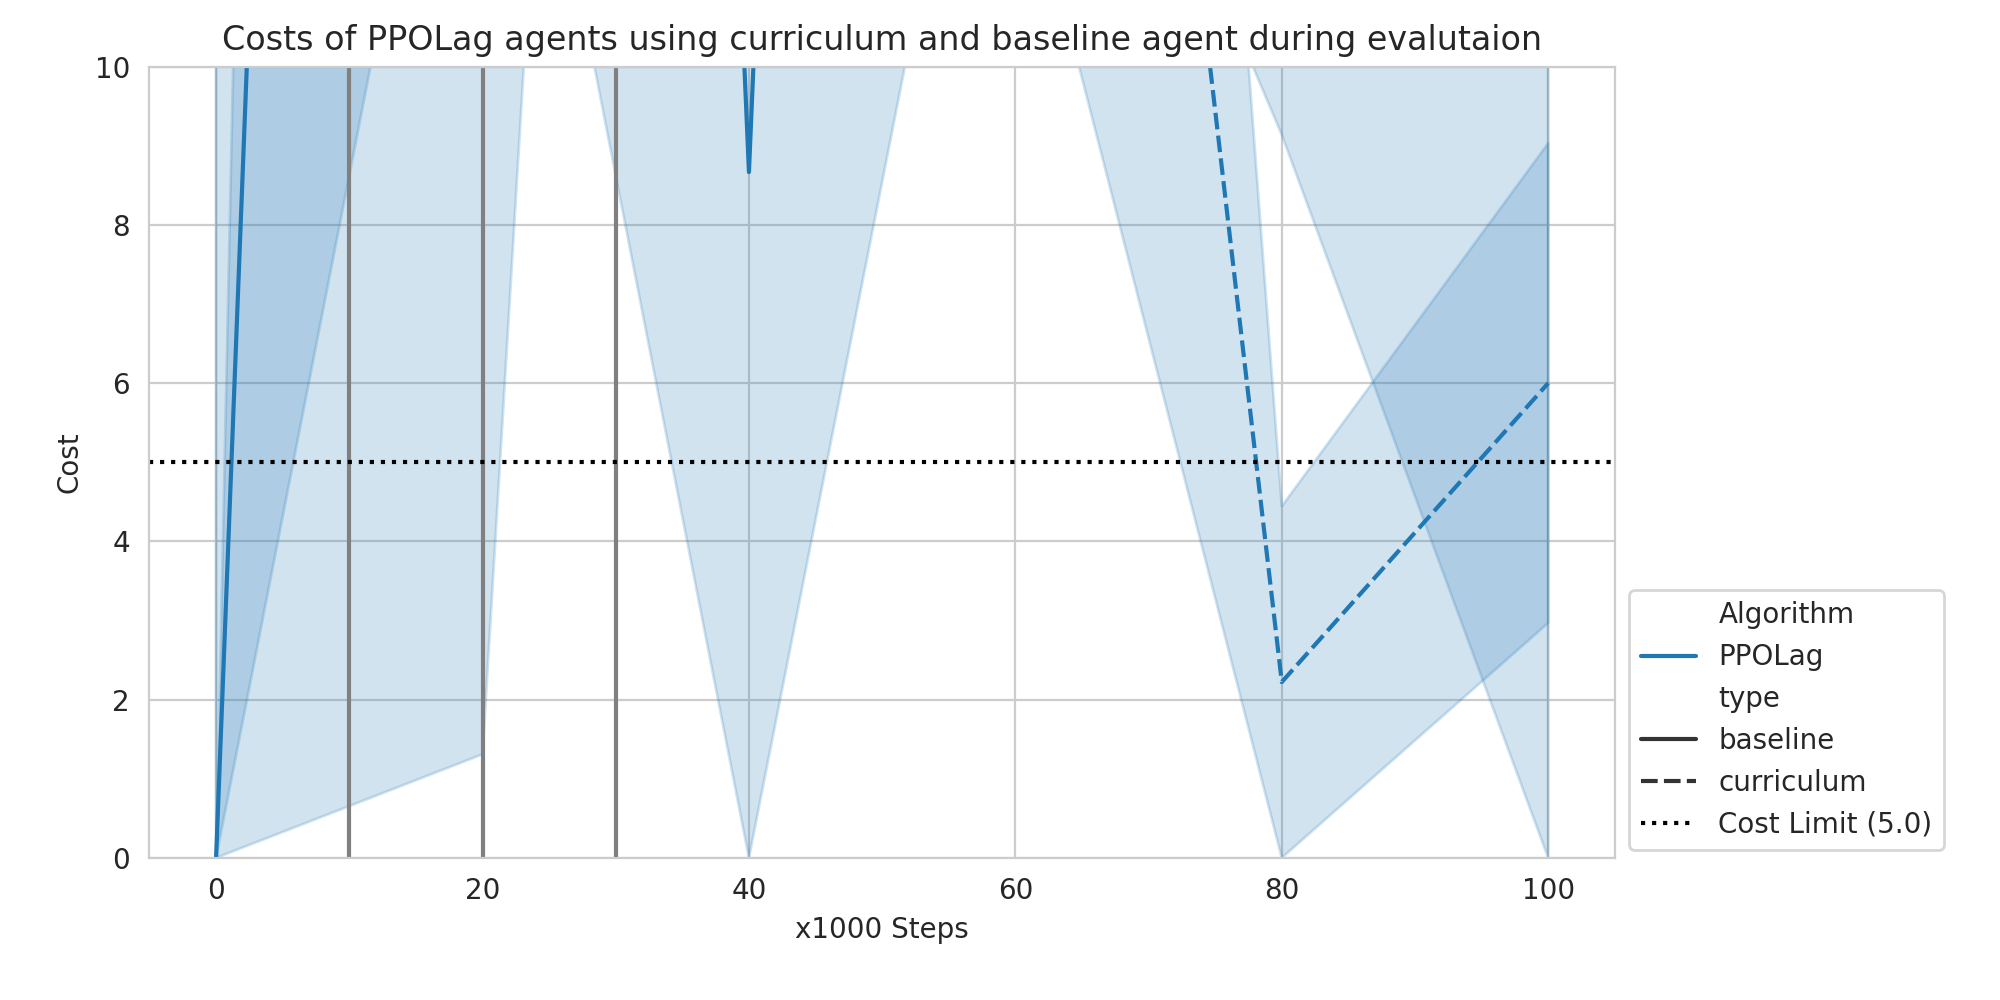 Costs of PPOLag agents using curriculum and baseline agent during evalutaion
10
8
6
4
2
0
Cost
0 20 40 60 80 100
x1000 Steps
Algorithm
PPOLag
type
baseline
curriculum
Cost Limit (5.0)